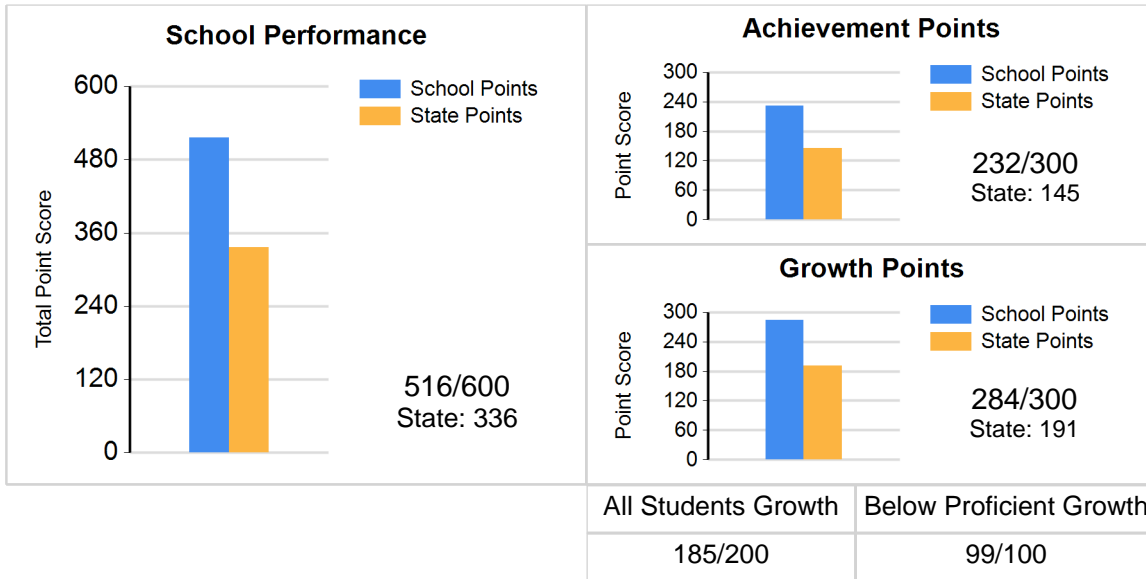 School Performance
600
480
360
240
120
0
Total Point Score
School Points
State Points
516/600
State: 336
Achievement Points
300
240
180
120
60
0
Point Score
School Points
State Points
232/300
State: 145
Growth Points
300
240
180
120
60
0
Point Score
School Points
State Points
284/300
State: 191
All Students Growth
Below Proficient Growth
185/200
99/100